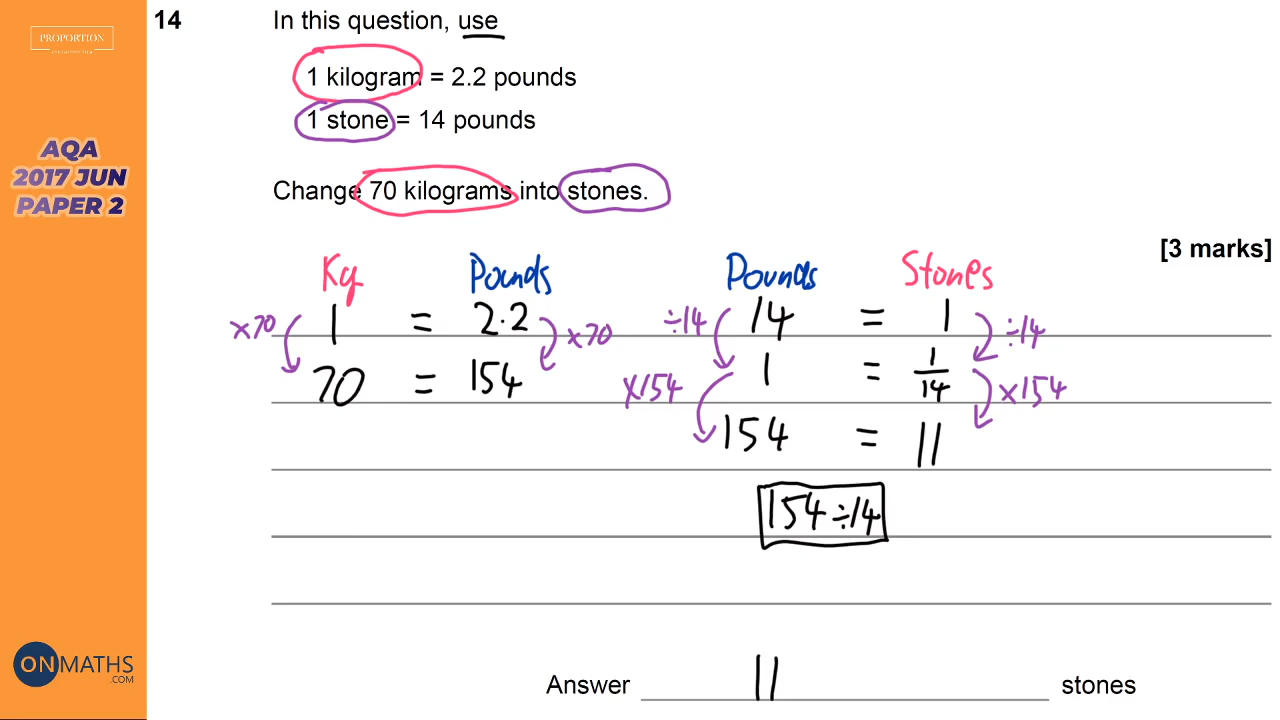 PROPORTION
AQA
2017 JUN
PAPER 2
14 In this question, use
1 kilogram = 2.2 pounds
1 stone = 14 pounds
Change 70 kilograms into stones.
[3 marks]
Kg Pounds Pounds Stones
×70 1 = 2.2 ×70 ÷14 14 = 1 ÷14
70 = 154 ×154 1 = 1/14 ×154
154 = 11
154÷14
ONMATHS
.COM
Answer 11 stones